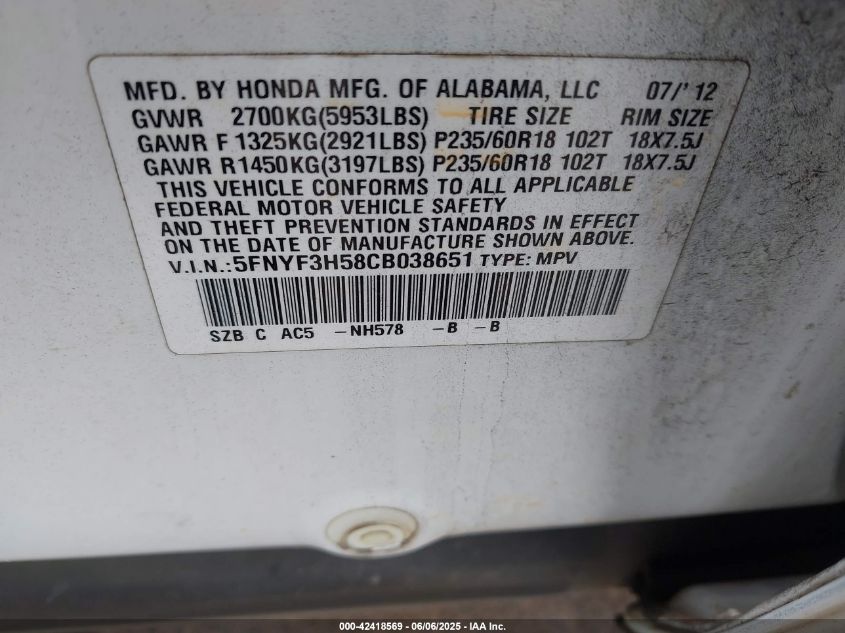 MFD. BY HONDA MFG. OF ALABAMA, LLC 07/'12
GVWR 2700KG(5953LBS) TIRE SIZE RIM SIZE
GAWR F 1325KG(2921LBS) P235/60R18 102T 18X7.5J
GAWR R1450KG(3197LBS) P235/60R18 102T 18X7.5J
THIS VEHICLE CONFORMS TO ALL APPLICABLE
FEDERAL MOTOR VEHICLE SAFETY
AND THEFT PREVENTION STANDARDS IN EFFECT
ON THE DATE OF MANUFACTURE SHOWN ABOVE.
V.I.N.:5FNYF3H58CB038651 TYPE: MPV
SZB C AC5 -NH578 -B -B
000-42418569 - 06/06/2025 - IAA Inc.